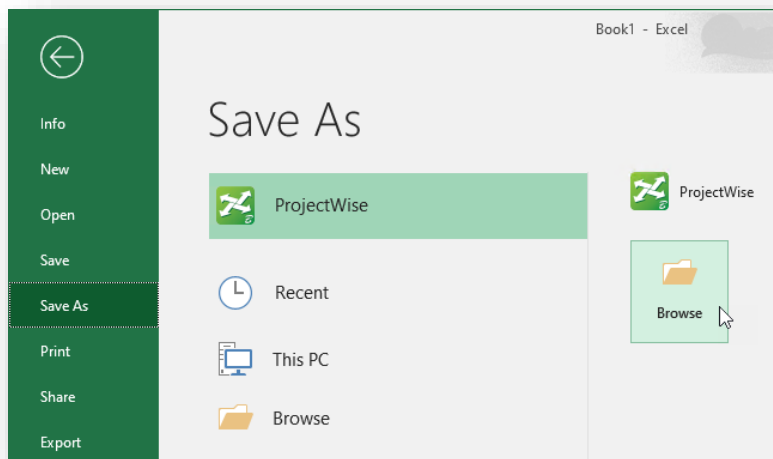 Book1 - Excel
Info
New
Open
Save
Save As
Print
Share
Export
Save As
ProjectWise
Recent
This PC
Browse
ProjectWise
Browse